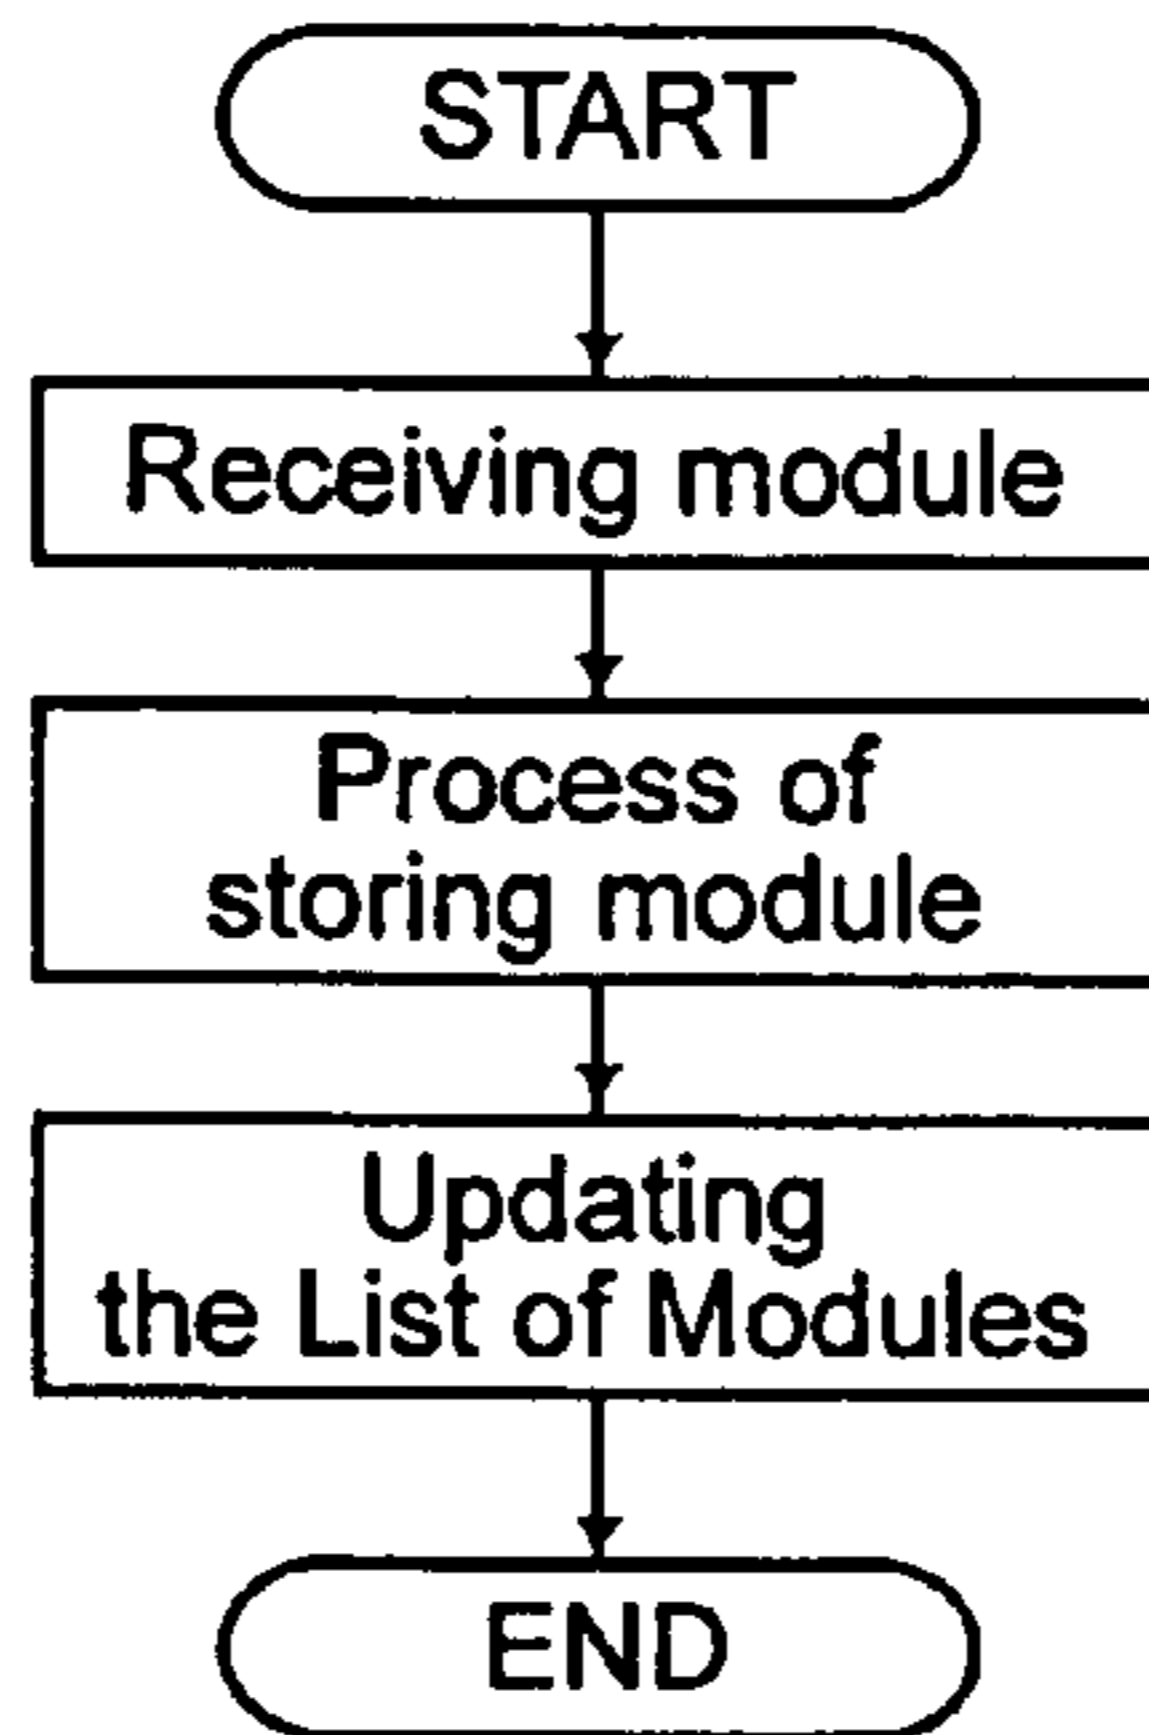 START
Receiving module
Process of
storing module
Updating
the List of Modules
END